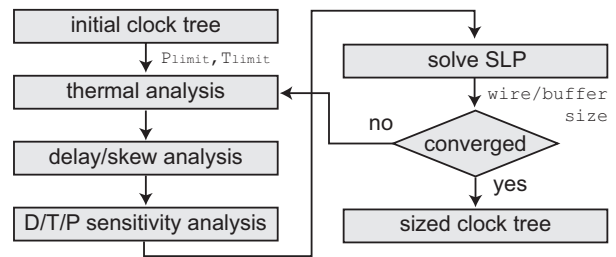 initial clock tree
Plimit,Tlimit
thermal analysis
delay/skew analysis
D/T/P sensitivity analysis
solve SLP
wire/buffer
size
no
converged
yes
sized clock tree